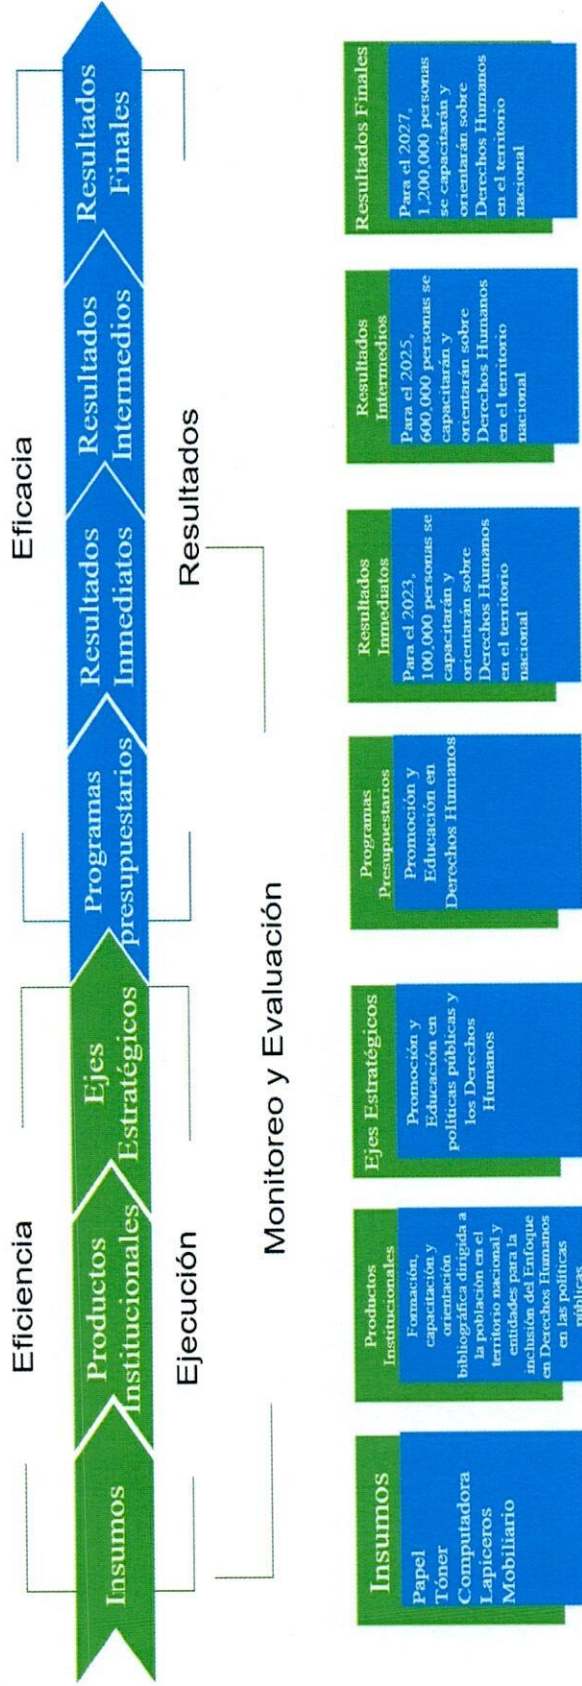 Eficiencia
Eficacia
Insumos
Productos
Institucionales
Ejes
Estratégicos
Programas
presupuestarios
Resultados
Inmediatos
Resultados
Intermedios
Resultados
Finales
Ejecución
Resultados
Monitoreo y Evaluación
Insumos
Papel
Tóner
Computadora
Lapiceros
Mobiliario
Productos
Institucionales
Formación,
capacitación y
orientación
bibliográfica dirigida a
la población en el
territorio nacional y
entidades para la
inclusión del Enfoque
en Derechos Humanos
en las políticas
públicas
Ejes Estratégicos
Promoción y
Educación en
políticas públicas y
los Derechos
Humanos
Programas
Presupuestarios
Promoción y
Educación en
Derechos Humanos
Resultados
Inmediatos
Para el 2023,
100,000 personas se
capacitarán y
orientarán sobre
Derechos Humanos
en el territorio
nacional
Resultados
Intermedios
Para el 2025,
600,000 personas se
capacitarán y
orientarán sobre
Derechos Humanos
en el territorio
nacional
Resultados Finales
Para el 2027,
1,200,000 personas
se capacitarán y
orientarán sobre
Derechos Humanos
en el territorio
nacional